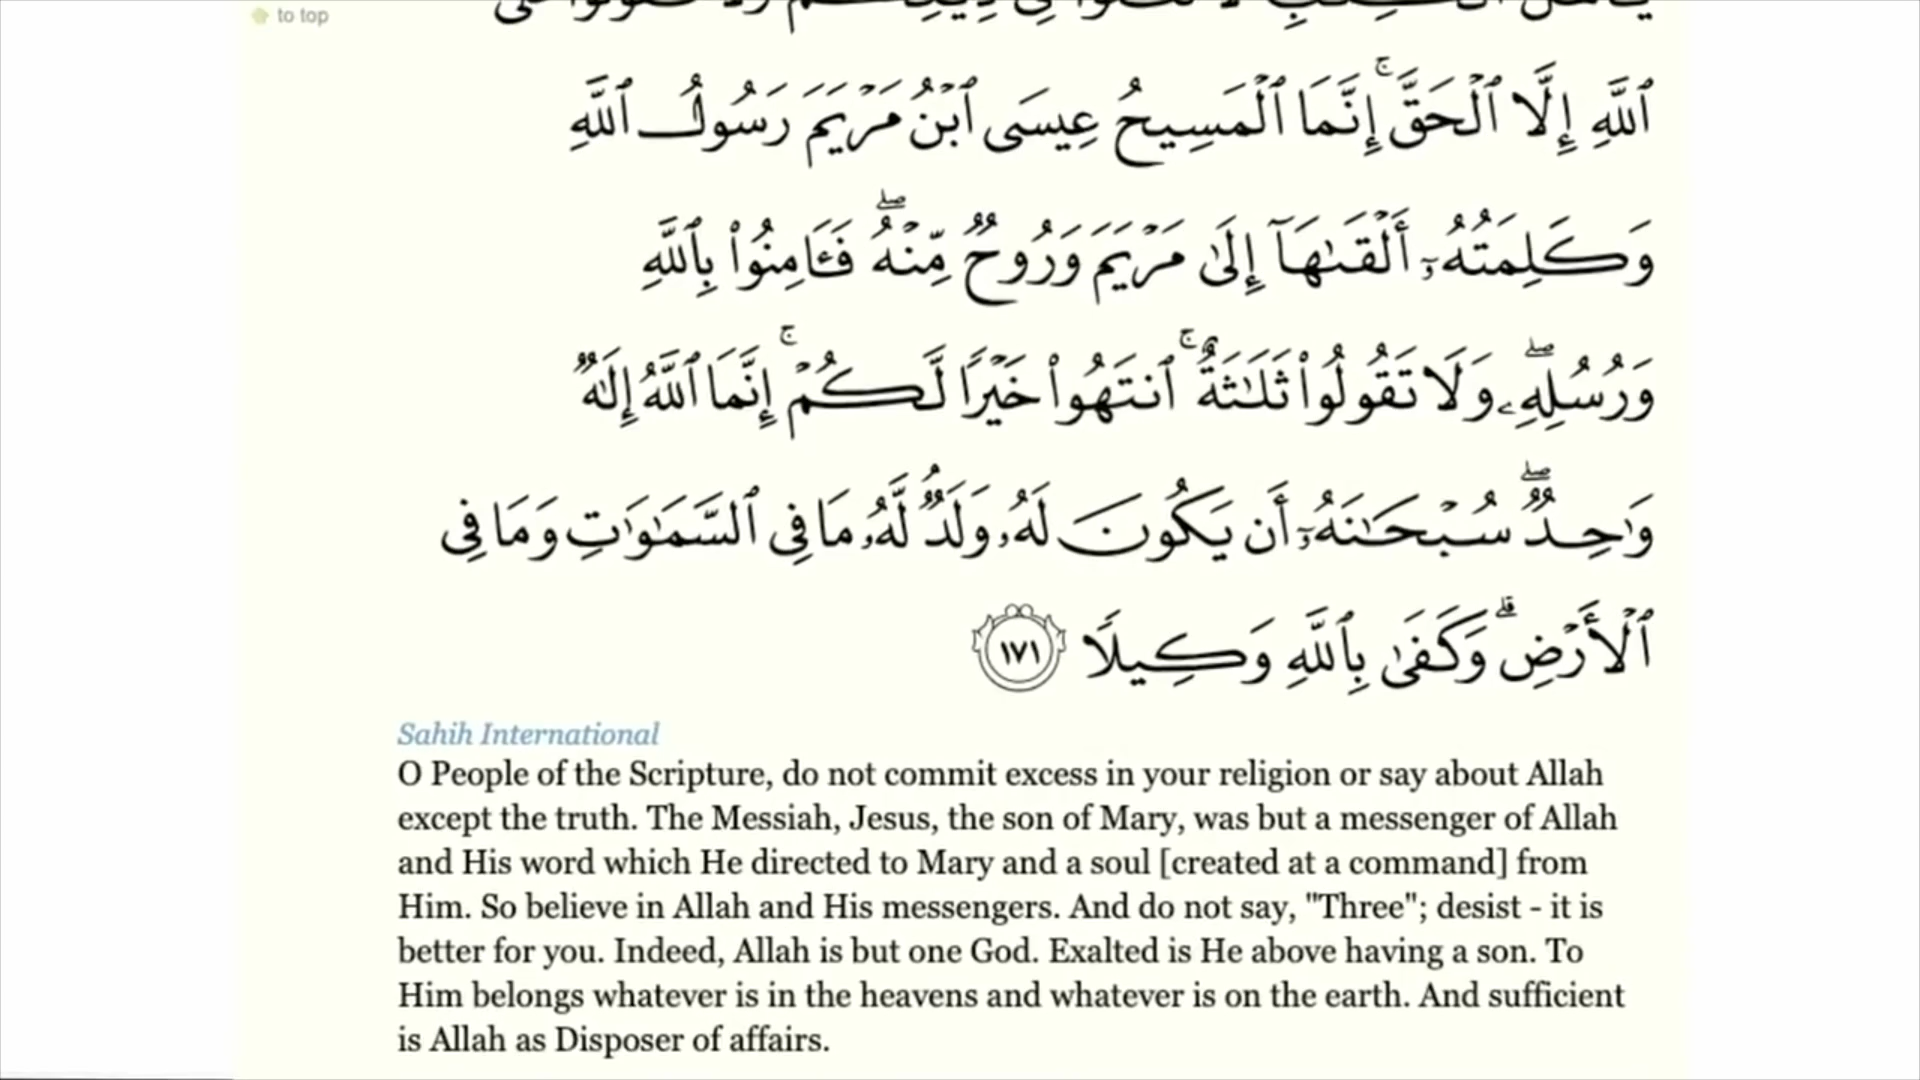 to top
ٱللَّهِ إِلَّا ٱلْحَقَّ ۚ إِنَّمَا ٱلْمَسِيحُ عِيسَى ٱبْنُ مَرْيَمَ رَسُولُ ٱللَّهِ
وَكَلِمَتُهُۥٓ أَلْقَىٰهَآ إِلَىٰ مَرْيَمَ وَرُوحٌ مِّنْهُ ۖ فَـَٔامِنُوا۟ بِٱللَّهِ
وَرُسُلِهِۦ ۖ وَلَا تَقُولُوا۟ ثَلَـٰثَةٌ ۚ ٱنتَهُوا۟ خَيْرًا لَّكُمْ ۚ إِنَّمَا ٱللَّهُ إِلَـٰهٌ
وَٰحِدٌ ۖ سُبْحَـٰنَهُۥٓ أَن يَكُونَ لَهُۥ وَلَدٌ ۘ لَّهُۥ مَا فِى ٱلسَّمَـٰوَٰتِ وَمَا فِى
ٱلْأَرْضِ ۗ وَكَفَىٰ بِٱللَّهِ وَكِيلًا ١٧١
Sahih International
O People of the Scripture, do not commit excess in your religion or say about Allah
except the truth. The Messiah, Jesus, the son of Mary, was but a messenger of Allah
and His word which He directed to Mary and a soul [created at a command] from
Him. So believe in Allah and His messengers. And do not say, "Three"; desist - it is
better for you. Indeed, Allah is but one God. Exalted is He above having a son. To
Him belongs whatever is in the heavens and whatever is on the earth. And sufficient
is Allah as Disposer of affairs.